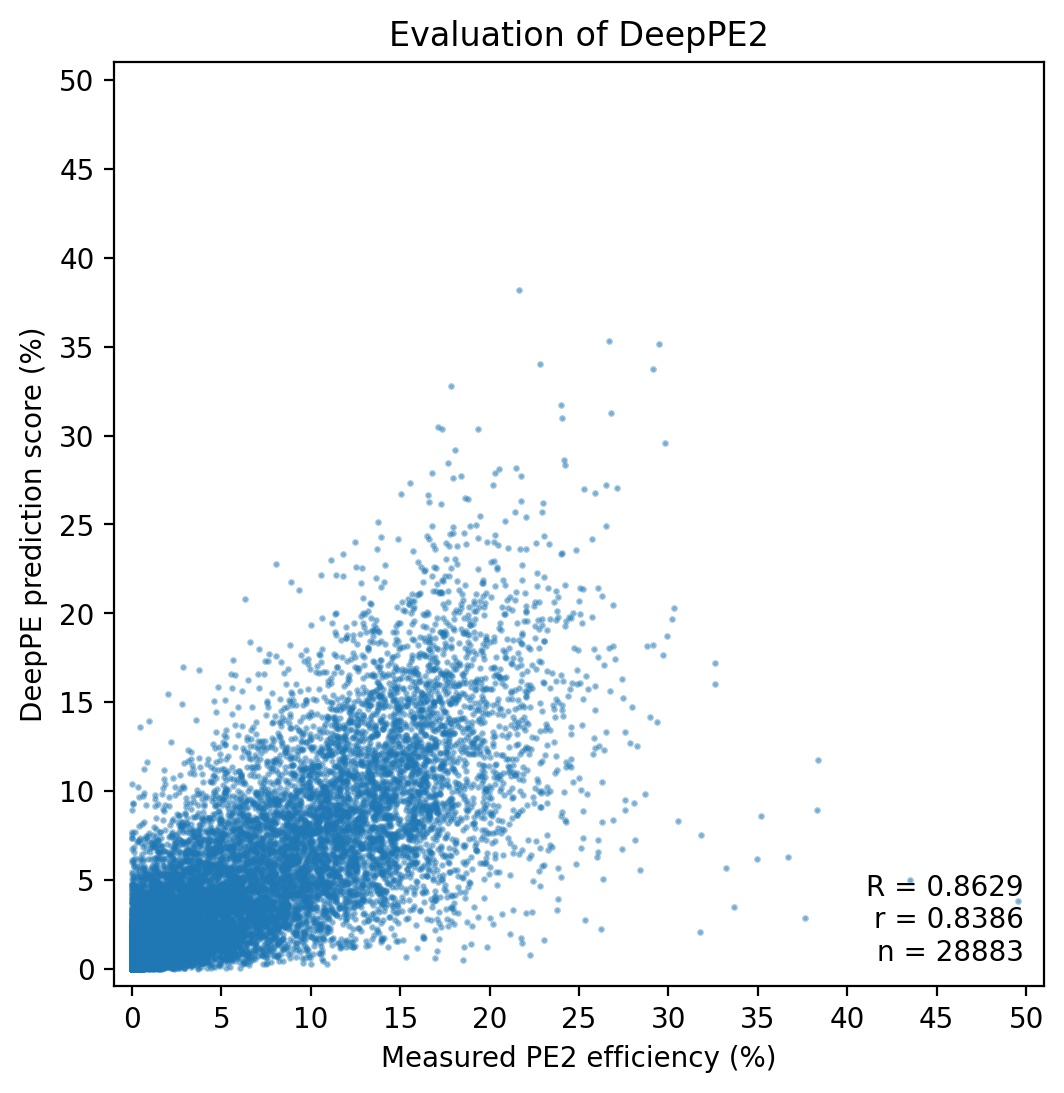 Evaluation of DeepPE2
DeepPE prediction score (%)
50
45
40
35
30
25
20
15
10
5
0
R = 0.8629
r = 0.8386
n = 28883
0 5 10 15 20 25 30 35 40 45 50
Measured PE2 efficiency (%)